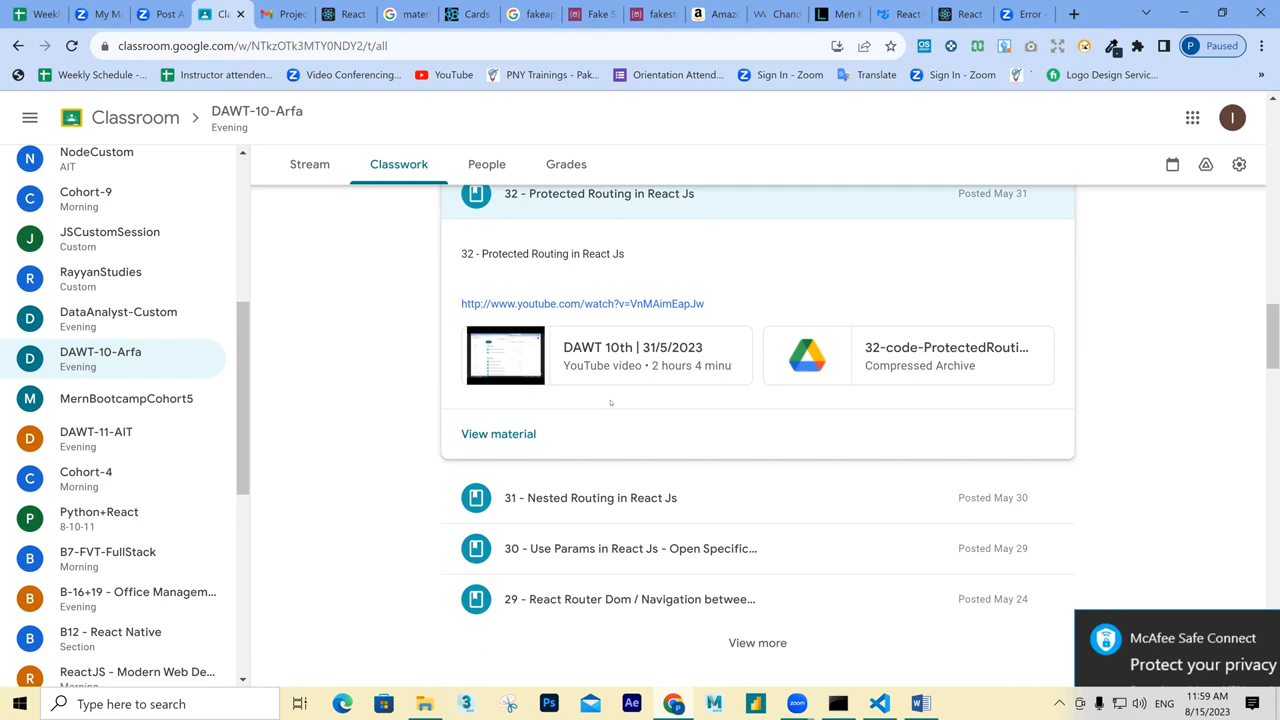 Weekl
My M
Post A
Cla
Projec
React
materi
Cards
fakeap
Fake S
fakest
Amaz
Chand
Men K
React -
React
Error -
classroom.google.com/w/NTkzOTk3MTY0NDY2/t/all
Paused
Weekly Schedule -...
Instructor attenden...
Video Conferencing...
YouTube
PNY Trainings - Pak...
Orientation Attend...
Sign In - Zoom
Translate
Sign In - Zoom
Logo Design Servic...
Classroom
DAWT-10-Arfa
Evening
NodeCustom
AIT
Cohort-9
Morning
JSCustomSession
Custom
RayyanStudies
Custom
DataAnalyst-Custom
Evening
DAWT-10-Arfa
Evening
MernBootcampCohort5
DAWT-11-AIT
Evening
Cohort-4
Morning
Python+React
8-10-11
B7-FVT-FullStack
Morning
B-16+19 - Office Managem...
Evening
B12 - React Native
Section
ReactJS - Modern Web De...
Morning
Stream
Classwork
People
Grades
32 - Protected Routing in React Js
Posted May 31
32 - Protected Routing in React Js
http://www.youtube.com/watch?v=VnMAimEapJw
DAWT 10th | 31/5/2023
YouTube video • 2 hours 4 minu
32-code-ProtectedRouti...
Compressed Archive
View material
31 - Nested Routing in React Js
Posted May 30
30 - Use Params in React Js - Open Specific...
Posted May 29
29 - React Router Dom / Navigation betwee...
Posted May 24
View more
McAfee Safe Connect
Protect your privacy
Type here to search
ENG
11:59 AM
8/15/2023